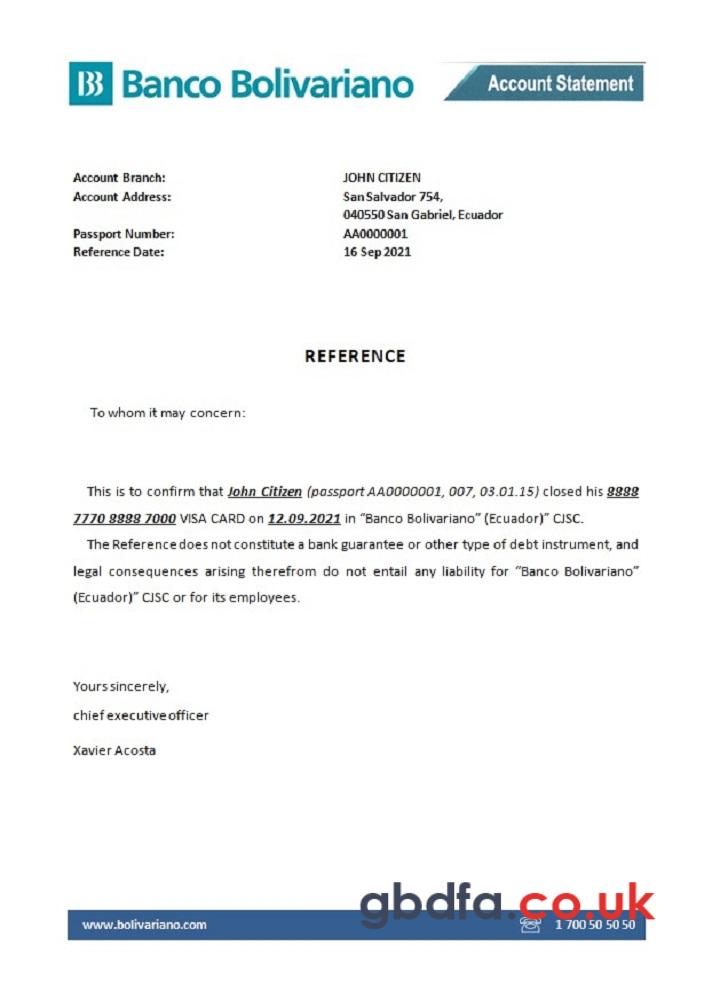 BB Banco Bolivariano Account Statement
Account Branch: JOHN CITIZEN
Account Address: San Salvador 754,
040550 San Gabriel, Ecuador
Passport Number: AA0000001
Reference Date: 16 Sep 2021
REFERENCE
To whom it may concern:
This is to confirm that John Citizen (passport AA0000001, 007, 03.01.15) closed his 8888
7770 8888 7000 VISA CARD on 12.09.2021 in “Banco Bolivariano” (Ecuador)” CJSC.
The Reference does not constitute a bank guarantee or other type of debt instrument, and
legal consequences arising therefrom do not entail any liability for “Banco Bolivariano”
(Ecuador)” CJSC or for its employees.
Yours sincerely,
chief executive officer
Xavier Acosta
gbdfa.co.uk
www.bolivariano.com 1 700 50 50 50